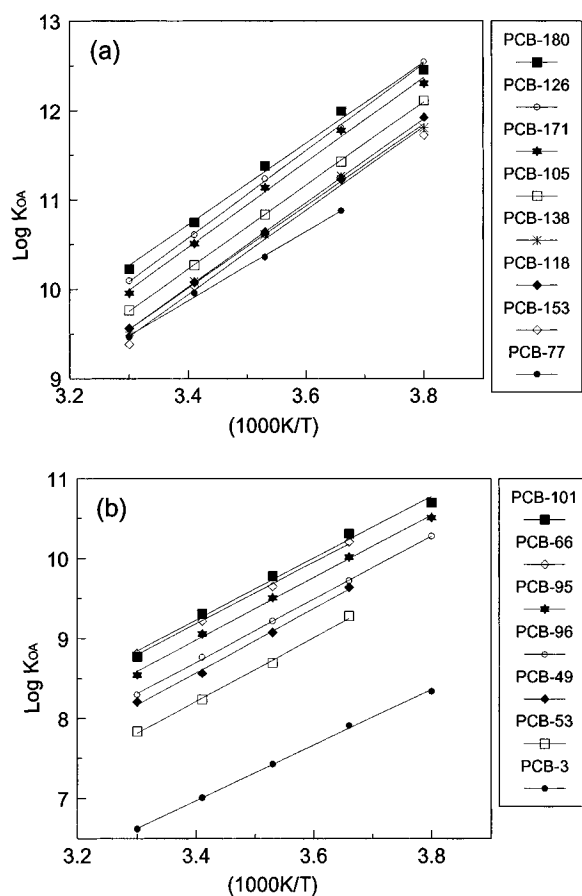 (a)
13
12
11
10
9
Log KOA
3.2
3.4
3.6
3.8
(1000K/T)
PCB-180
PCB-126
PCB-171
PCB-105
PCB-138
PCB-118
PCB-153
PCB-77
(b)
11
10
9
8
7
Log KOA
3.2
3.4
3.6
3.8
(1000K/T)
PCB-101
PCB-66
PCB-95
PCB-96
PCB-49
PCB-53
PCB-3